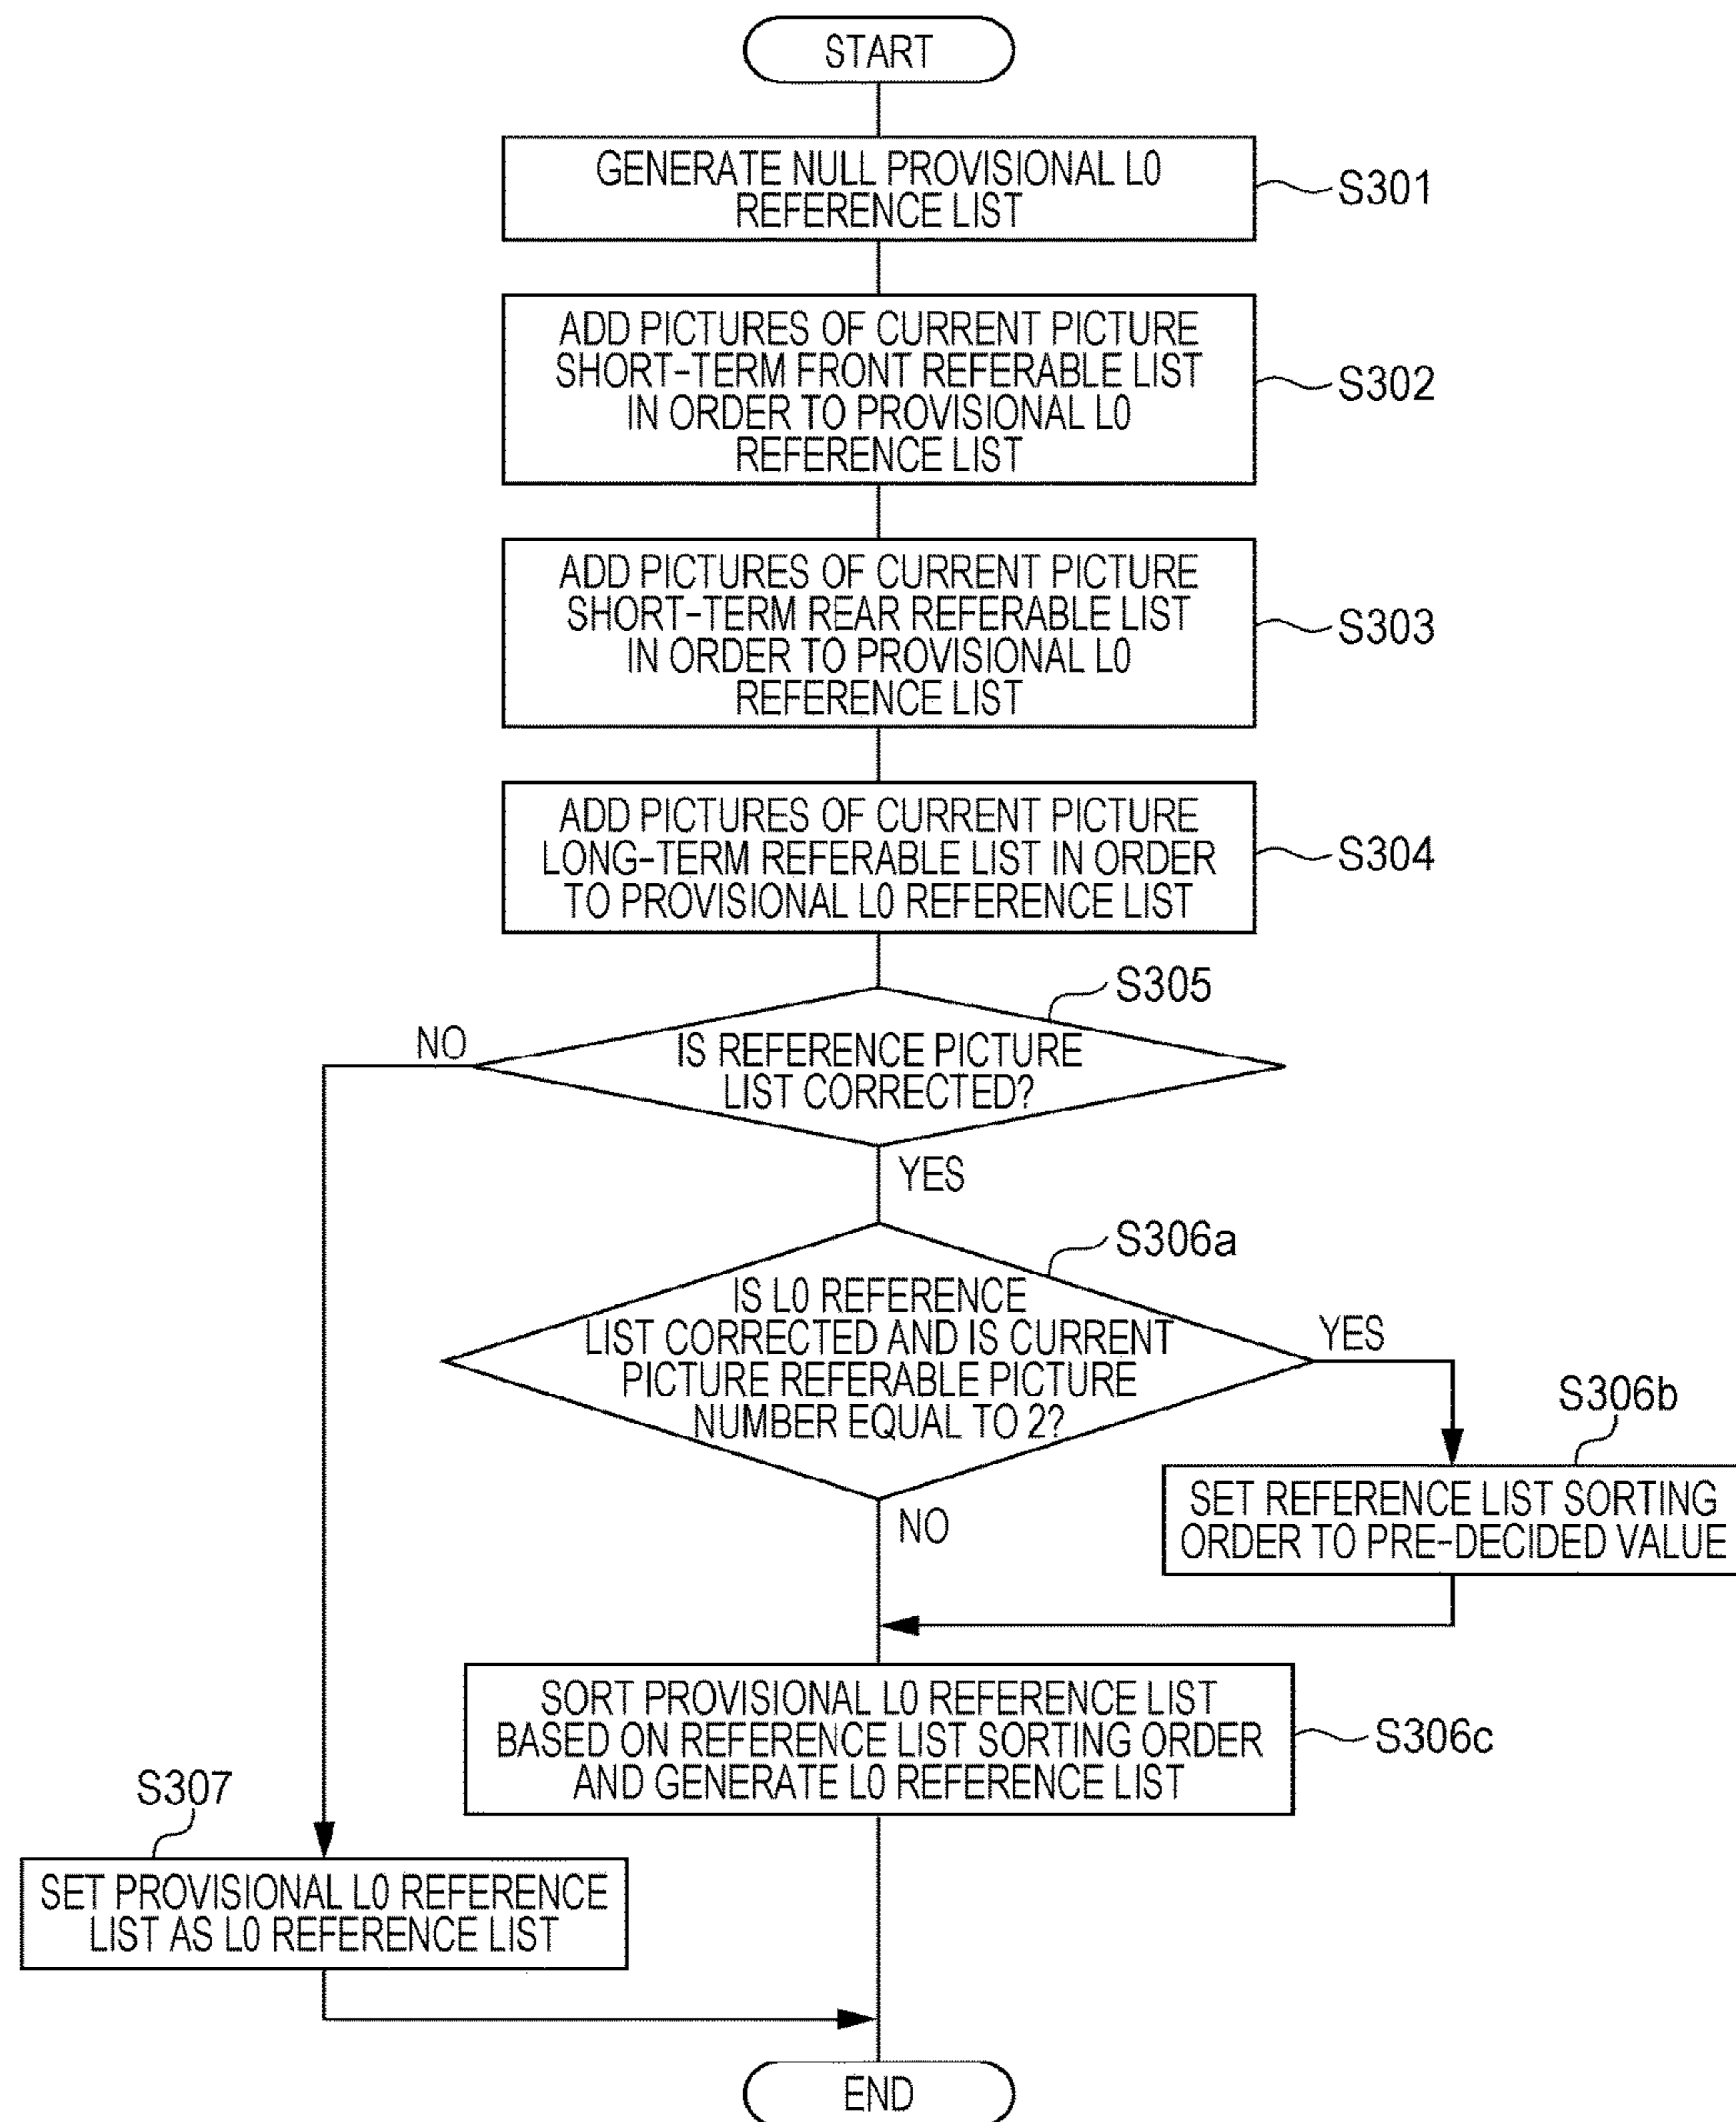 START
GENERATE NULL PROVISIONAL L0
REFERENCE LIST
S301
ADD PICTURES OF CURRENT PICTURE
SHORT-TERM FRONT REFERABLE LIST
IN ORDER TO PROVISIONAL L0
REFERENCE LIST
S302
ADD PICTURES OF CURRENT PICTURE
SHORT-TERM REAR REFERABLE LIST
IN ORDER TO PROVISIONAL L0
REFERENCE LIST
S303
ADD PICTURES OF CURRENT PICTURE
LONG-TERM REFERABLE LIST IN ORDER
TO PROVISIONAL L0 REFERENCE LIST
S304
S305
NO
IS REFERENCE PICTURE
LIST CORRECTED?
YES
S306a
IS L0 REFERENCE
LIST CORRECTED AND IS CURRENT
PICTURE REFERABLE PICTURE
NUMBER EQUAL TO 2?
YES
S306b
SET REFERENCE LIST SORTING
ORDER TO PRE-DECIDED VALUE
NO
SORT PROVISIONAL L0 REFERENCE LIST
BASED ON REFERENCE LIST SORTING ORDER
AND GENERATE L0 REFERENCE LIST
S306c
S307
SET PROVISIONAL L0 REFERENCE
LIST AS L0 REFERENCE LIST
END